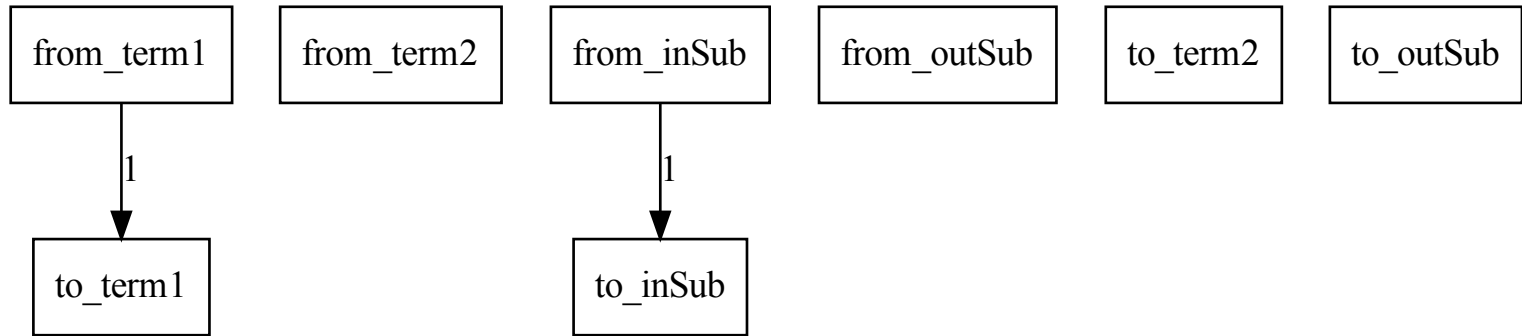 from_term1
from_term2
from_inSub
from_outSub
to_term2
to_outSub
1
1
to_term1
to_inSub